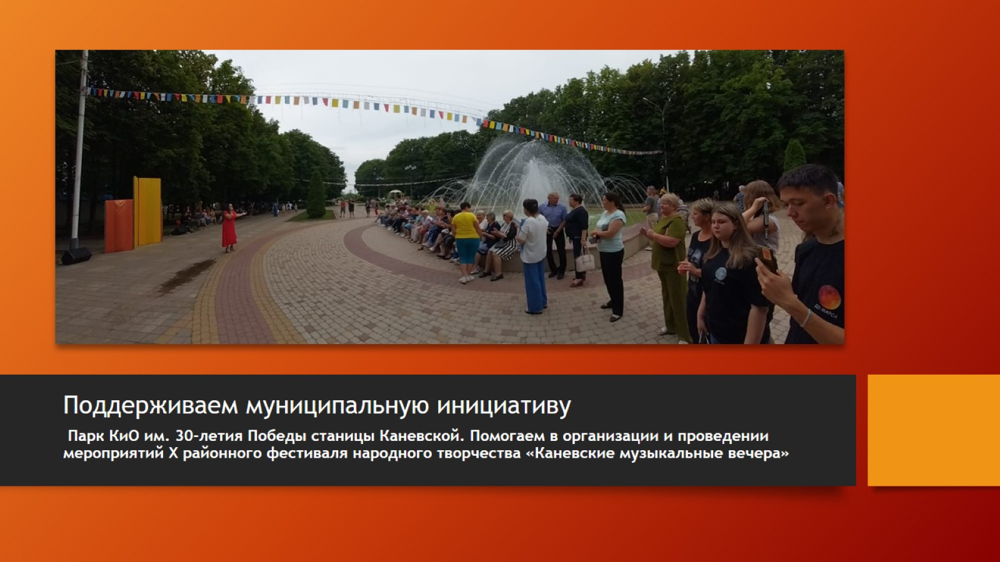 Поддерживаем муниципальную инициативу
Парк КиО им. 30-летия Победы станицы Каневской. Помогаем в организации и проведении
мероприятий X районного фестиваля народного творчества «Каневские музыкальные вечера»
ДО МАРСА